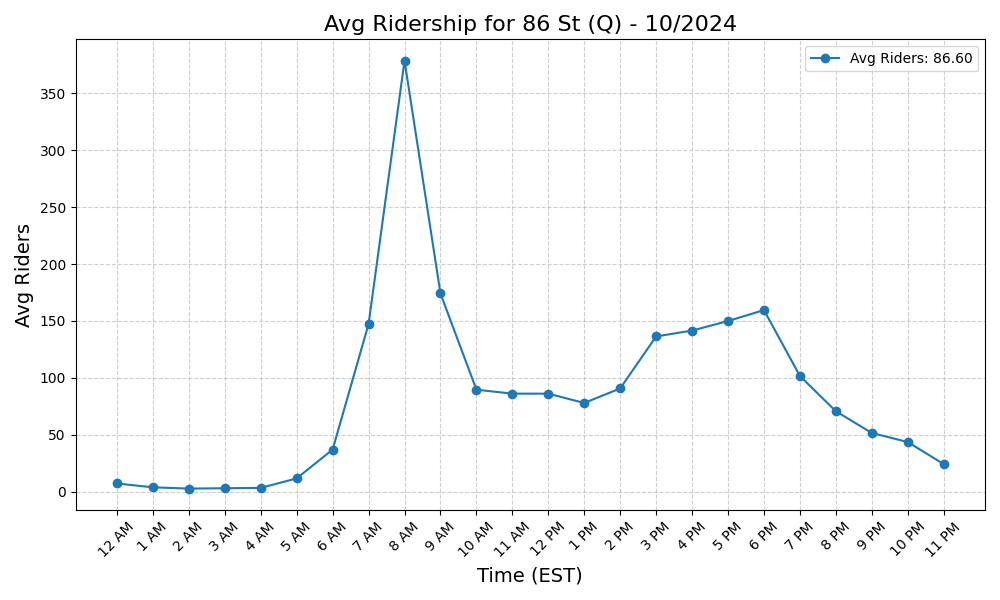 Avg Ridership for 86 St (Q) - 10/2024
Avg Riders: 86.60
Avg Riders
350
300
250
200
150
100
50
0
12 AM
1 AM
2 AM
3 AM
4 AM
5 AM
6 AM
7 AM
8 AM
9 AM
10 AM
11 AM
12 PM
1 PM
2 PM
3 PM
4 PM
5 PM
6 PM
7 PM
8 PM
9 PM
10 PM
11 PM
Time (EST)